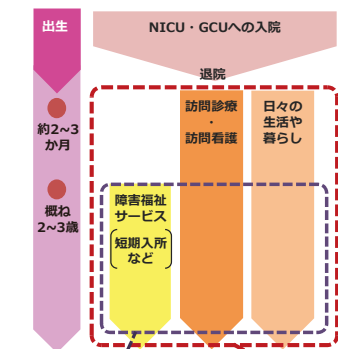 出生
NICU・GCUへの入院
退院
約2~3
か月
訪問診療
・
訪問看護
日々の
生活や
暮らし
概ね
2~3歳
障害福祉
サービス
短期入所
など